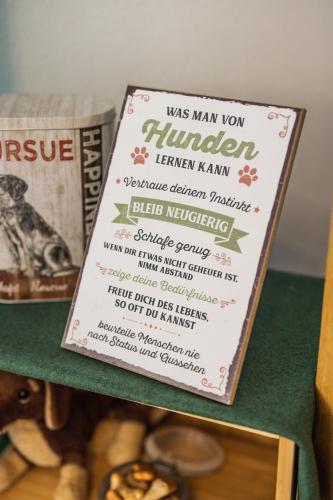 WAS MAN VON
Hunden
LERNEN KANN
Vertraue deinem Instinkt
BLEIB NEUGIERIG
Schlafe genug
WENN DIR ETWAS NICHT GEHEUER IST,
NIMM ABSTAND
zeige deine Bedürfnisse
FREUE DICH DES LEBENS,
SO OFT DU KANNST
beurteile Menschen nie
nach Status und Aussehen
URSUE
HAPPIN
Rescue